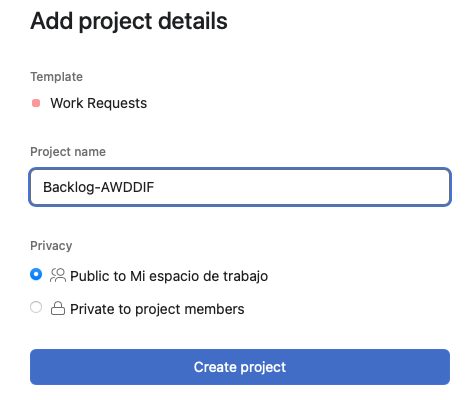 Add project details
Template
Work Requests
Project name
Backlog-AWDDIF
Privacy
Public to Mi espacio de trabajo
Private to project members
Create project